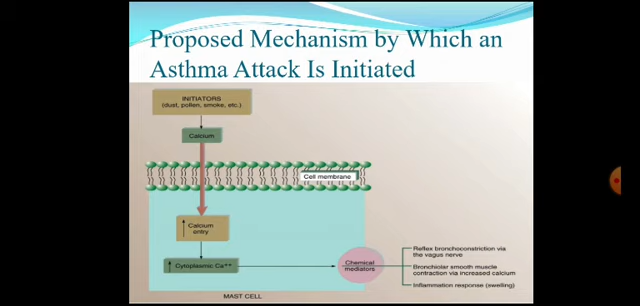 Proposed Mechanism by Which an
Asthma Attack Is Initiated
INITIATORS
(dust, pollen, smoke, etc.)
Calcium
Cell membrane
Calcium
entry
Cytoplasmic Ca++
Chemical
mediators
Reflex bronchoconstriction via
the vagus nerve
Bronchiolar smooth muscle
contraction via increased calcium
Inflammation response (swelling)
MAST CELL